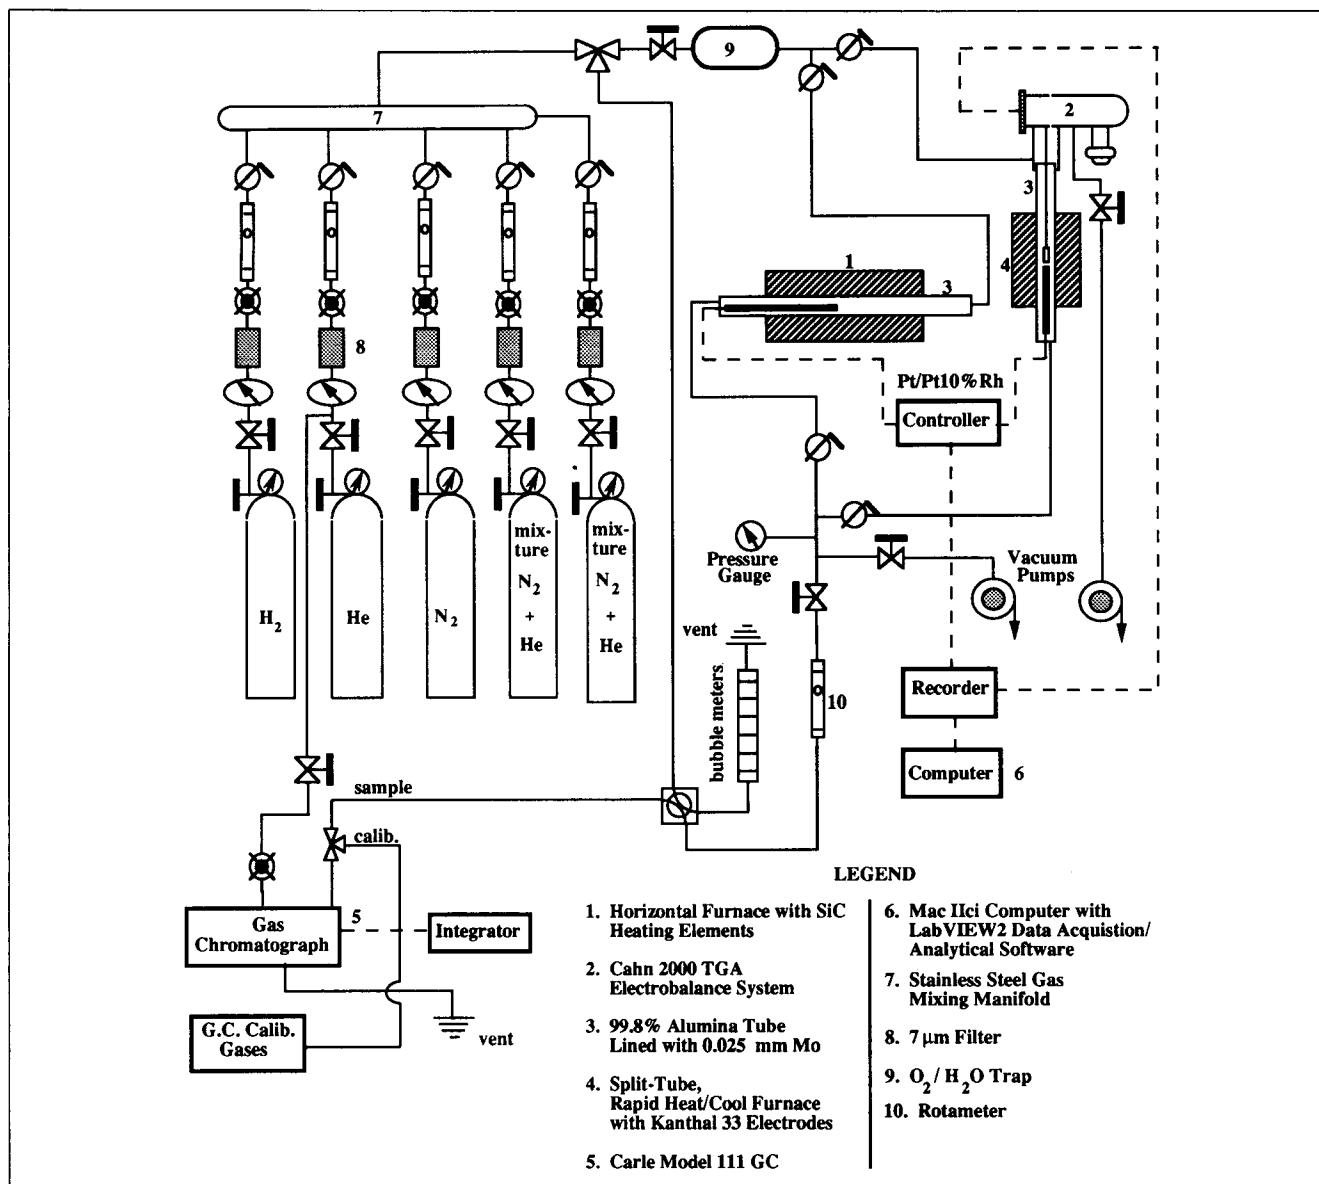 9
2
7
3
1
4
3
8
Pt/Pt10%Rh
Controller
mix-
ture
N2
+
He
mix-
ture
N2
+
He
H2
He
N2
Pressure
Gauge
Vacuum
Pumps
vent
bubble meters
10
Recorder
Computer
6
sample
calib.
Gas
Chromatograph
5
Integrator
G.C. Calib.
Gases
vent
LEGEND
1. Horizontal Furnace with SiC
Heating Elements
2. Cahn 2000 TGA
Electrobalance System
3. 99.8% Alumina Tube
Lined with 0.025 mm Mo
4. Split-Tube,
Rapid Heat/Cool Furnace
with Kanthal 33 Electrodes
5. Carle Model 111 GC
6. Mac IIci Computer with
LabVIEW2 Data Acquistion/
Analytical Software
7. Stainless Steel Gas
Mixing Manifold
8. 7 μm Filter
9. O2 / H2O Trap
10. Rotameter